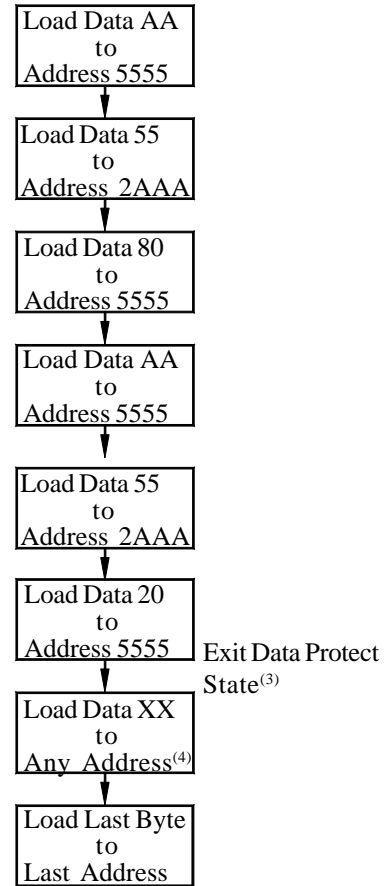 Load Data AA
to
Address 5555
Load Data 55
to
Address 2AAA
Load Data 80
to
Address 5555
Load Data AA
to
Address 5555
Load Data 55
to
Address 2AAA
Load Data 20
to
Address 5555
Exit Data Protect
State(3)
Load Data XX
to
Any Address(4)
Load Last Byte
to
Last Address